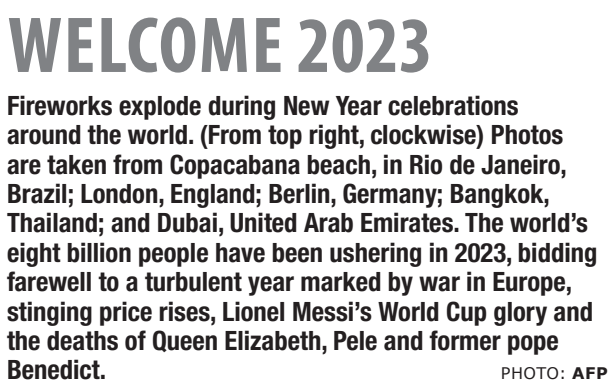 WELCOME 2023
Fireworks explode during New Year celebrations
around the world. (From top right, clockwise) Photos
are taken from Copacabana beach, in Rio de Janeiro,
Brazil; London, England; Berlin, Germany; Bangkok,
Thailand; and Dubai, United Arab Emirates. The world's
eight billion people have been ushering in 2023, bidding
farewell to a turbulent year marked by war in Europe,
stinging price rises, Lionel Messi's World Cup glory and
the deaths of Queen Elizabeth, Pele and former pope
Benedict. PHOTO: AFP